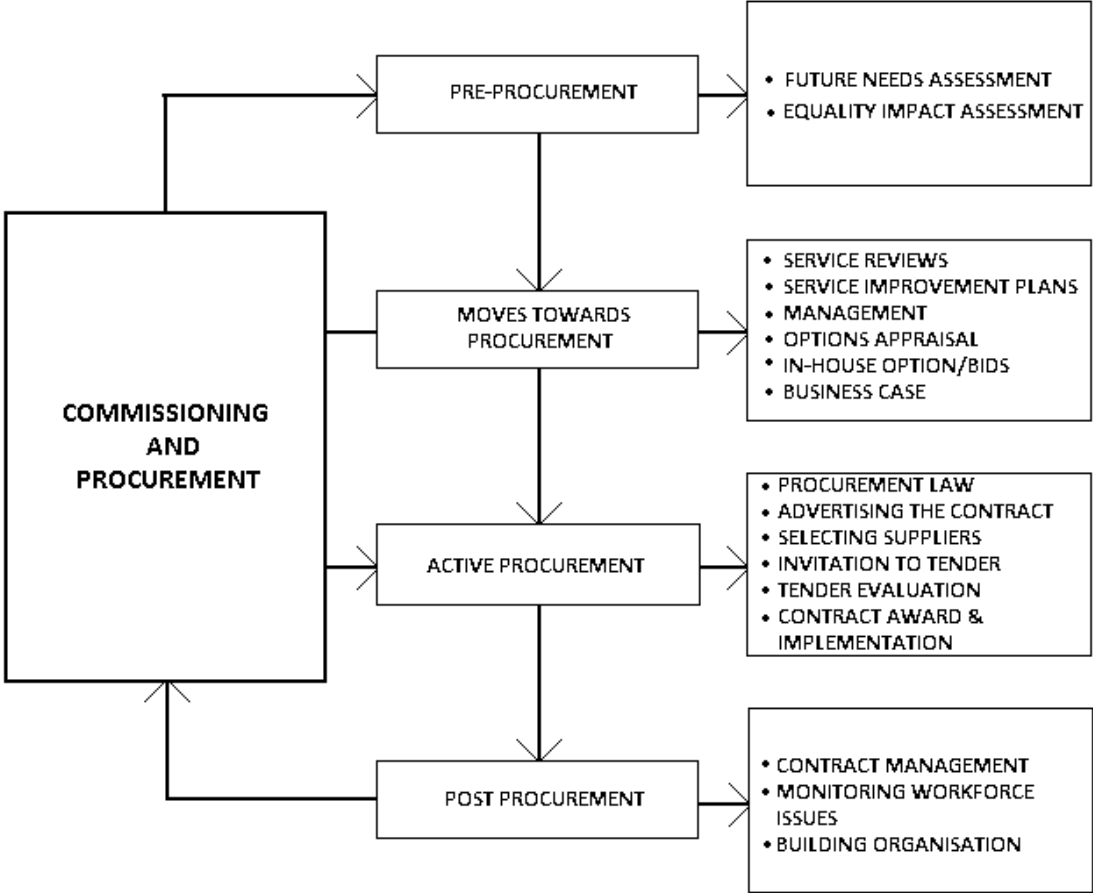 PRE-PROCUREMENT
• FUTURE NEEDS ASSESSMENT
• EQUALITY IMPACT ASSESSMENT
COMMISSIONING
AND
PROCUREMENT
MOVES TOWARDS
PROCUREMENT
• SERVICE REVIEWS
• SERVICE IMPROVEMENT PLANS
• MANAGEMENT
• OPTIONS APPRAISAL
• IN-HOUSE OPTION/BIDS
• BUSINESS CASE
ACTIVE PROCUREMENT
• PROCUREMENT LAW
• ADVERTISING THE CONTRACT
• SELECTING SUPPLIERS
• INVITATION TO TENDER
• TENDER EVALUATION
• CONTRACT AWARD &
IMPLEMENTATION
POST PROCUREMENT
• CONTRACT MANAGEMENT
• MONITORING WORKFORCE
ISSUES
• BUILDING ORGANISATION